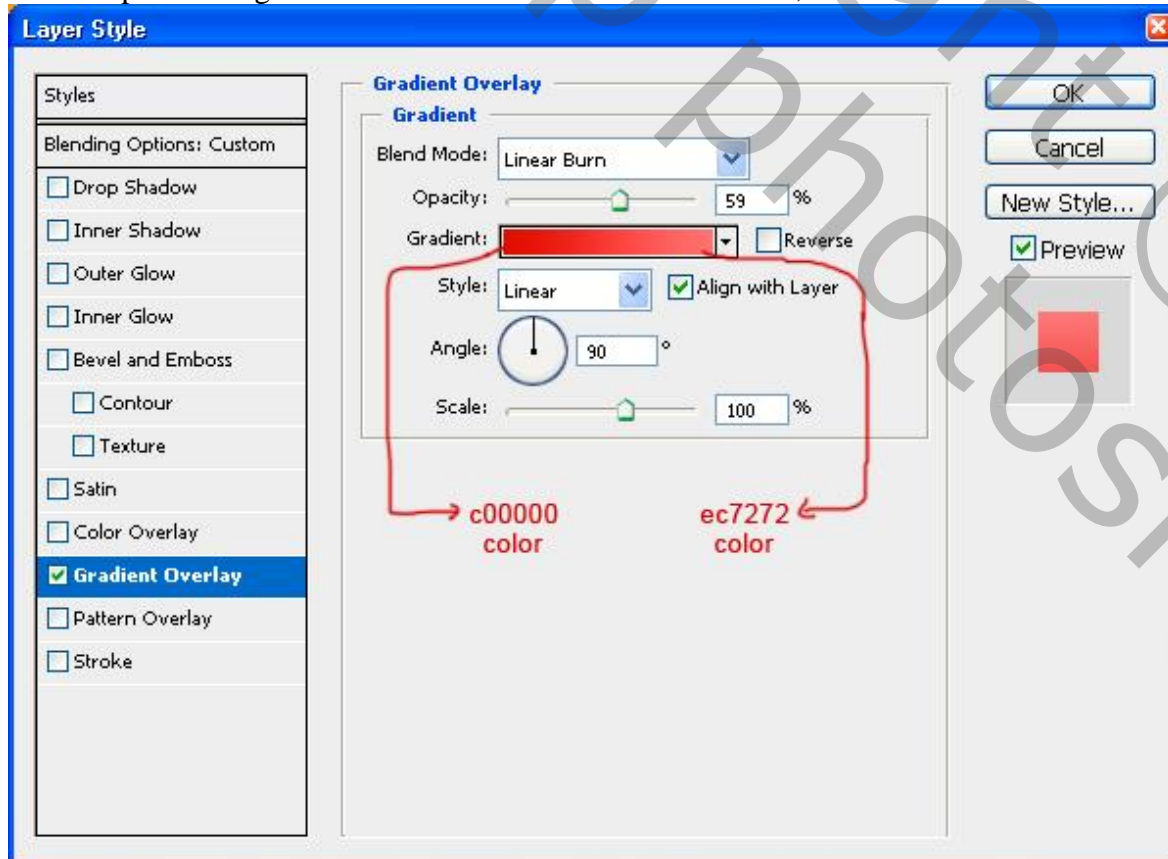 Layer Style
Styles
Blending Options: Custom
Drop Shadow
Inner Shadow
Outer Glow
Inner Glow
Bevel and Emboss
Contour
Texture
Satin
Color Overlay
Gradient Overlay
Pattern Overlay
Stroke
Gradient Overlay
Gradient
Blend Mode: Linear Burn
Opacity: 59 %
Gradient: Reverse
Style: Linear Align with Layer
Angle: 90 °
Scale: 100 %
c00000
color
ec7272
color
OK
Cancel
New Style...
Preview